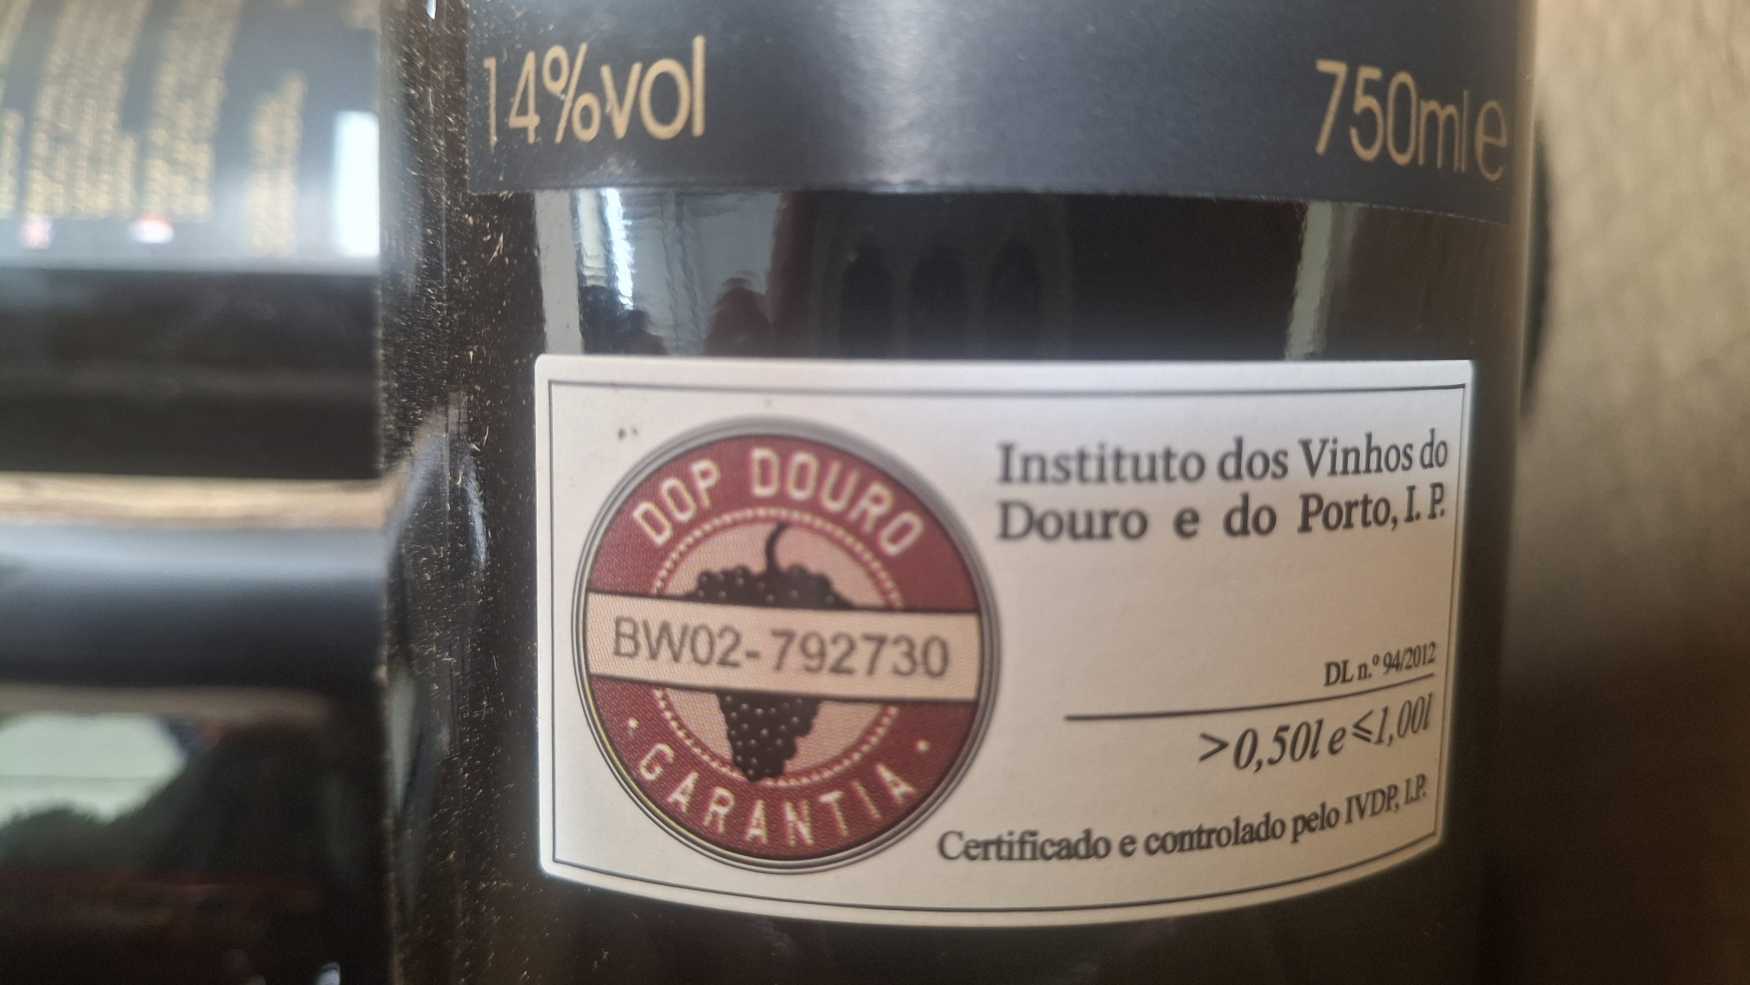 14%vol
750ml e
DOP DOURO
BW02-792730
· GARANTIA ·
Instituto dos Vinhos do
Douro e do Porto, I. P.
DL n.º 94/2012
>0,50l e ≤1,00l
Certificado e controlado pelo IVDP, I.P.